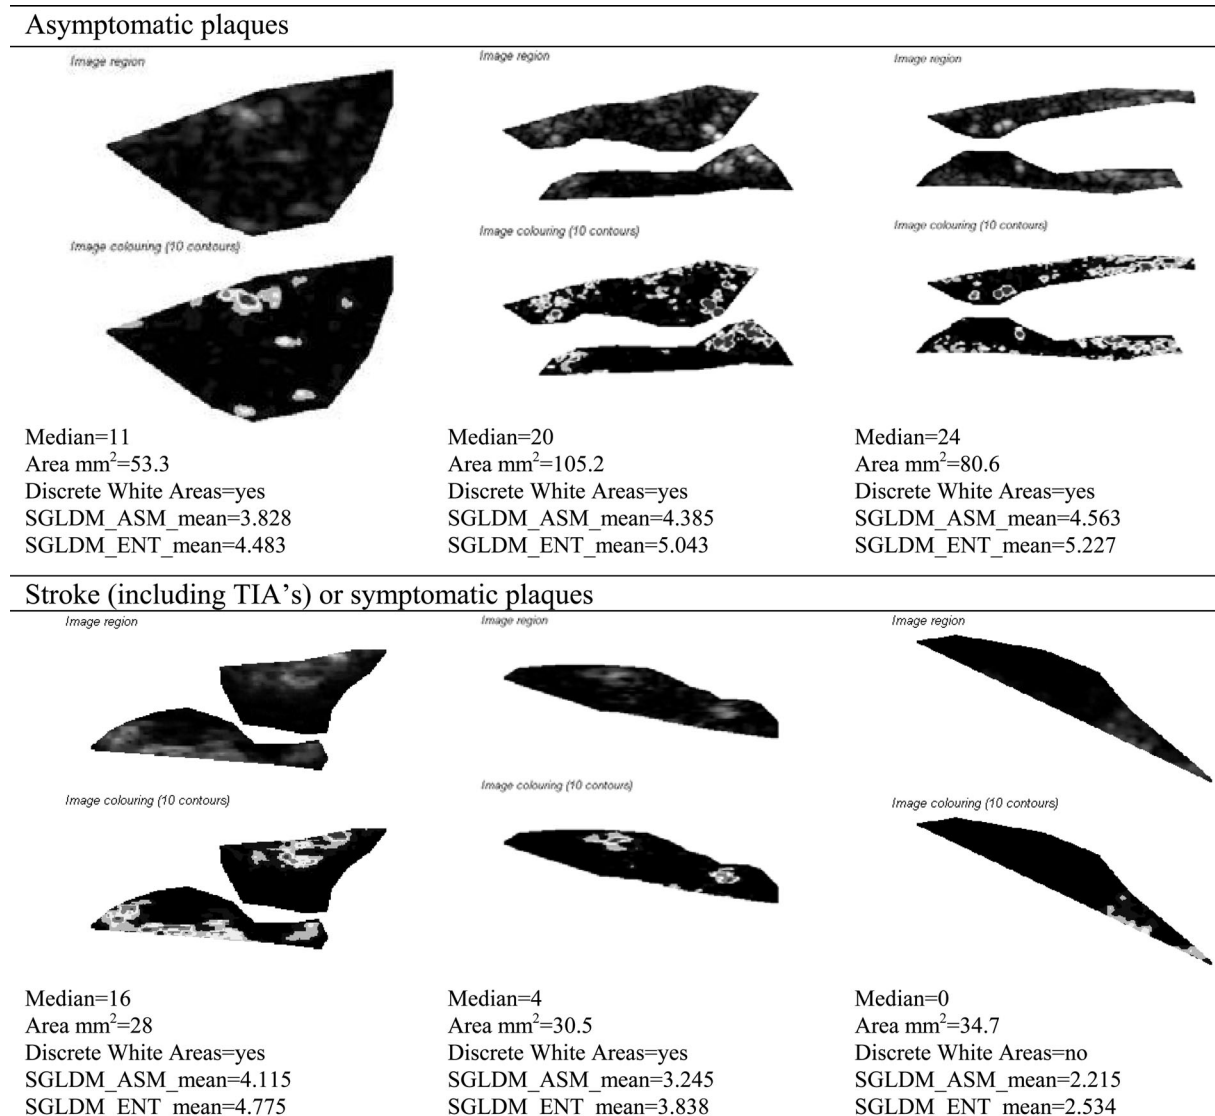 Asymptomatic plaques
Image region
Image region
Image region
Image colouring (10 contours)
Image colouring (10 contours)
Image colouring (10 contours)
Median=11
Area mm²=53.3
Discrete White Areas=yes
SGLDM_ASM_mean=3.828
SGLDM_ENT_mean=4.483
Median=20
Area mm²=105.2
Discrete White Areas=yes
SGLDM_ASM_mean=4.385
SGLDM_ENT_mean=5.043
Median=24
Area mm²=80.6
Discrete White Areas=yes
SGLDM_ASM_mean=4.563
SGLDM_ENT_mean=5.227
Stroke (including TIA’s) or symptomatic plaques
Image region
Image region
Image region
Image colouring (10 contours)
Image colouring (10 contours)
Image colouring (10 contours)
Median=16
Area mm²=28
Discrete White Areas=yes
SGLDM_ASM_mean=4.115
SGLDM_ENT_mean=4.775
Median=4
Area mm²=30.5
Discrete White Areas=yes
SGLDM_ASM_mean=3.245
SGLDM_ENT_mean=3.838
Median=0
Area mm²=34.7
Discrete White Areas=no
SGLDM_ASM_mean=2.215
SGLDM_ENT_mean=2.534